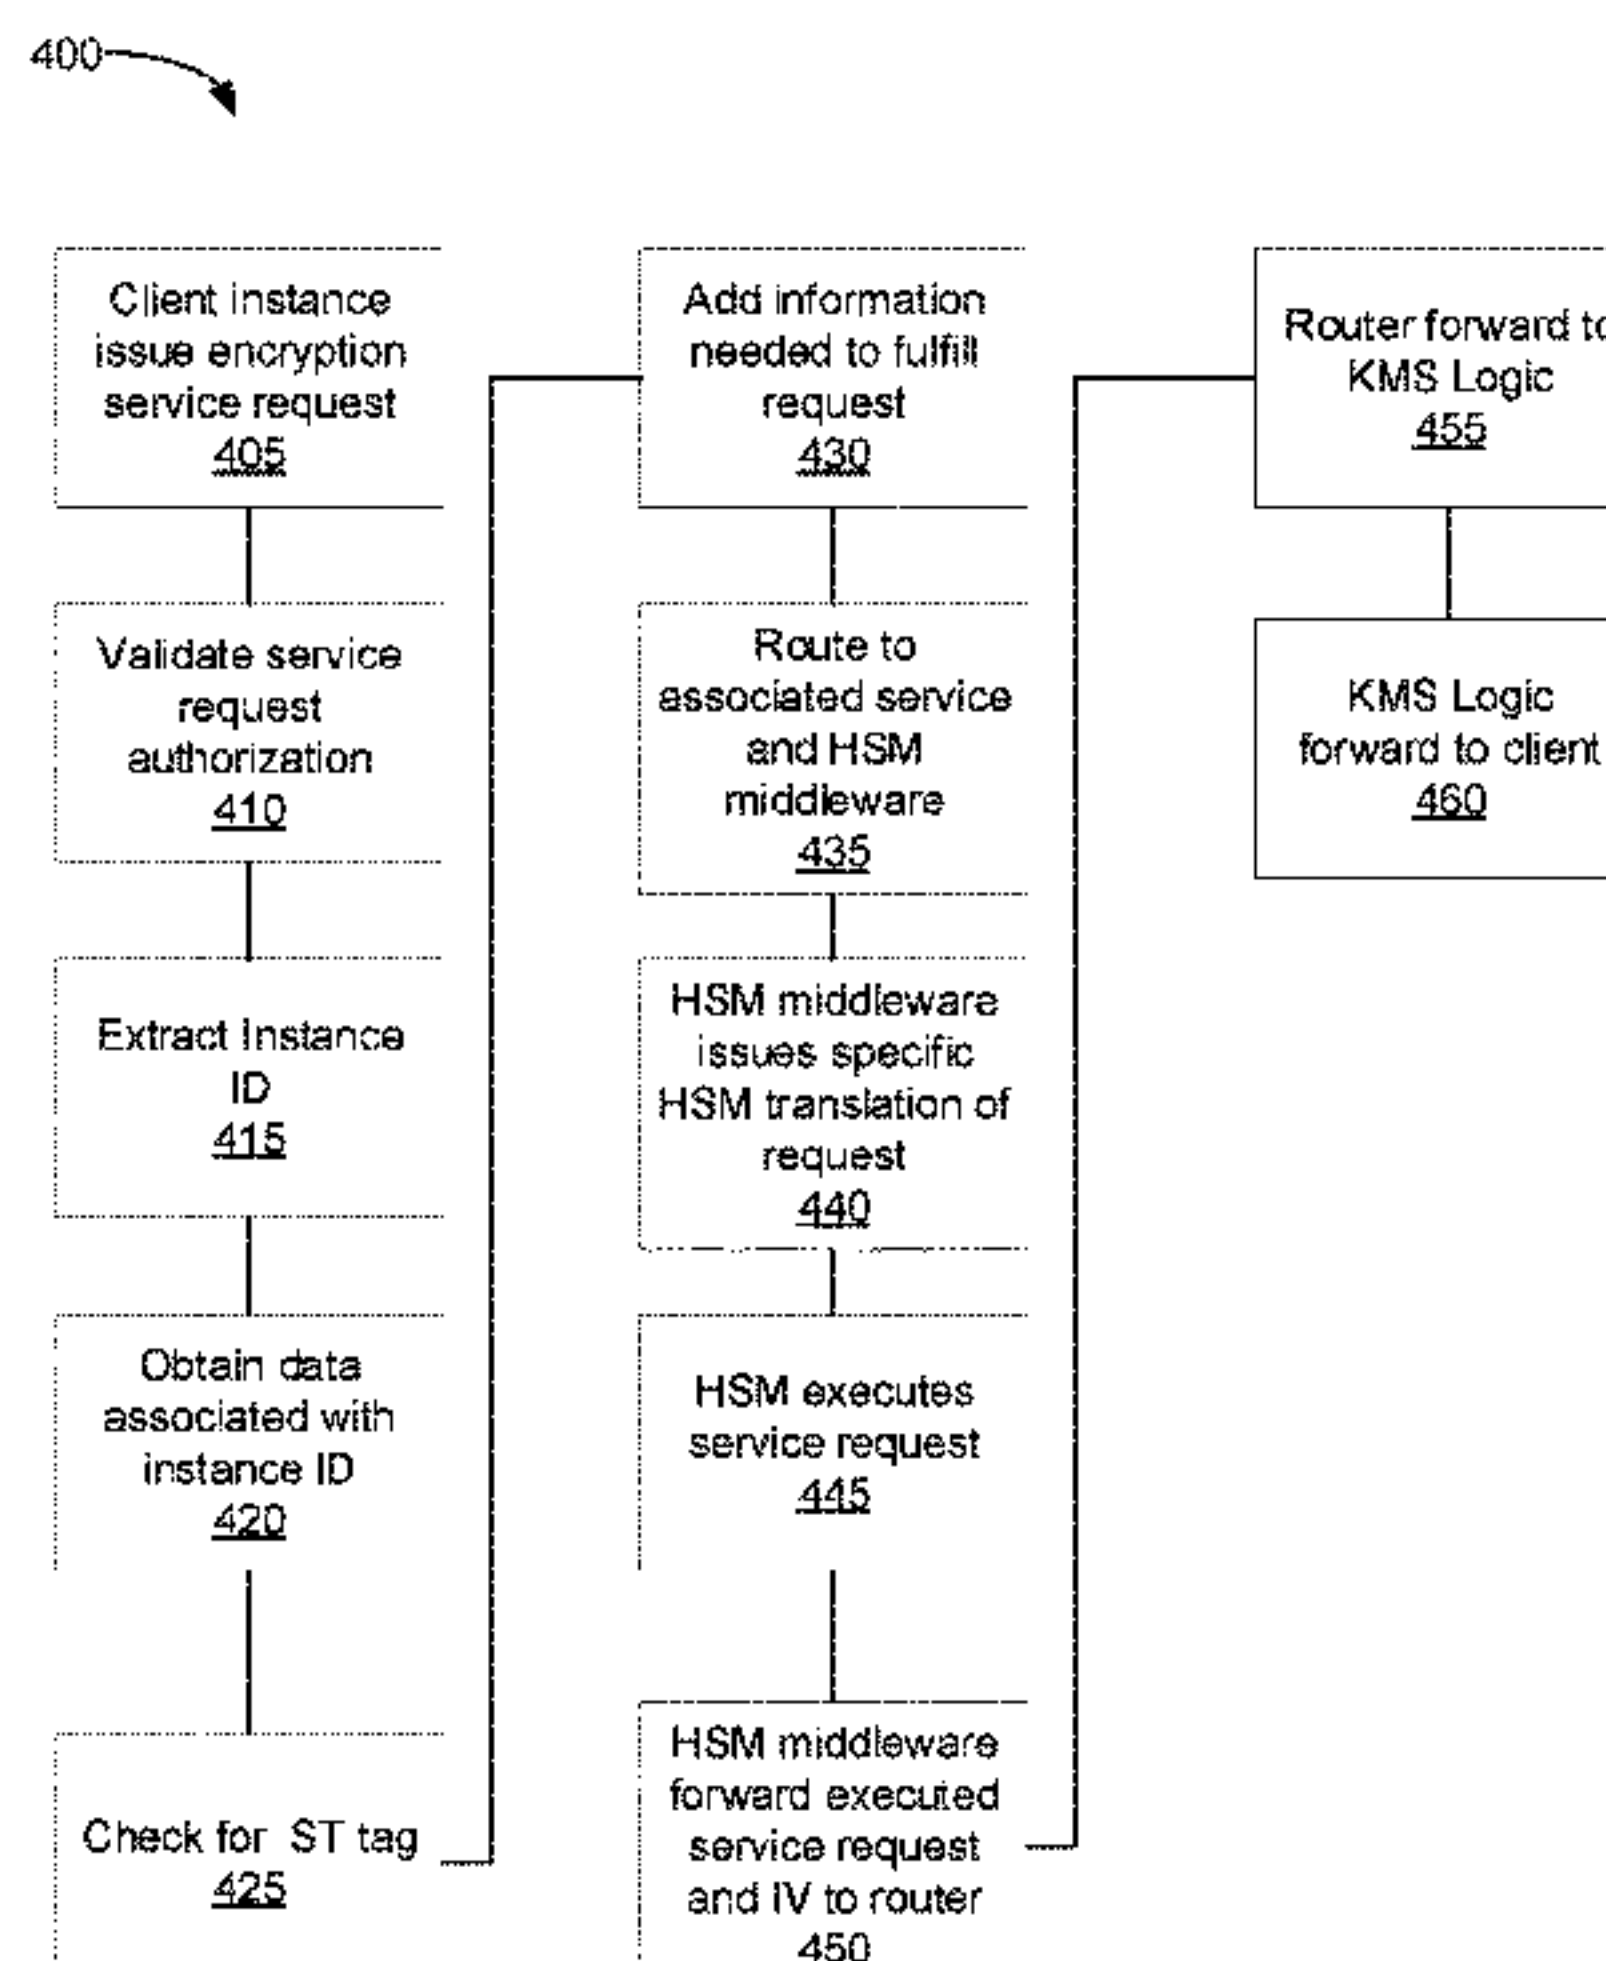 400
Client instance
issue encryption
service request
405
Validate service
request
authorization
410
Extract Instance
ID
415
Obtain data
associated with
instance ID
420
Check for ST tag
425
Add information
needed to fulfill
request
430
Route to
associated service
and HSM
middleware
435
HSM middleware
issues specific
HSM translation of
request
440
HSM executes
service request
445
HSM middleware
forward executed
service request
and IV to router
450
Router forward to
KMS Logic
455
KMS Logic
forward to client
460